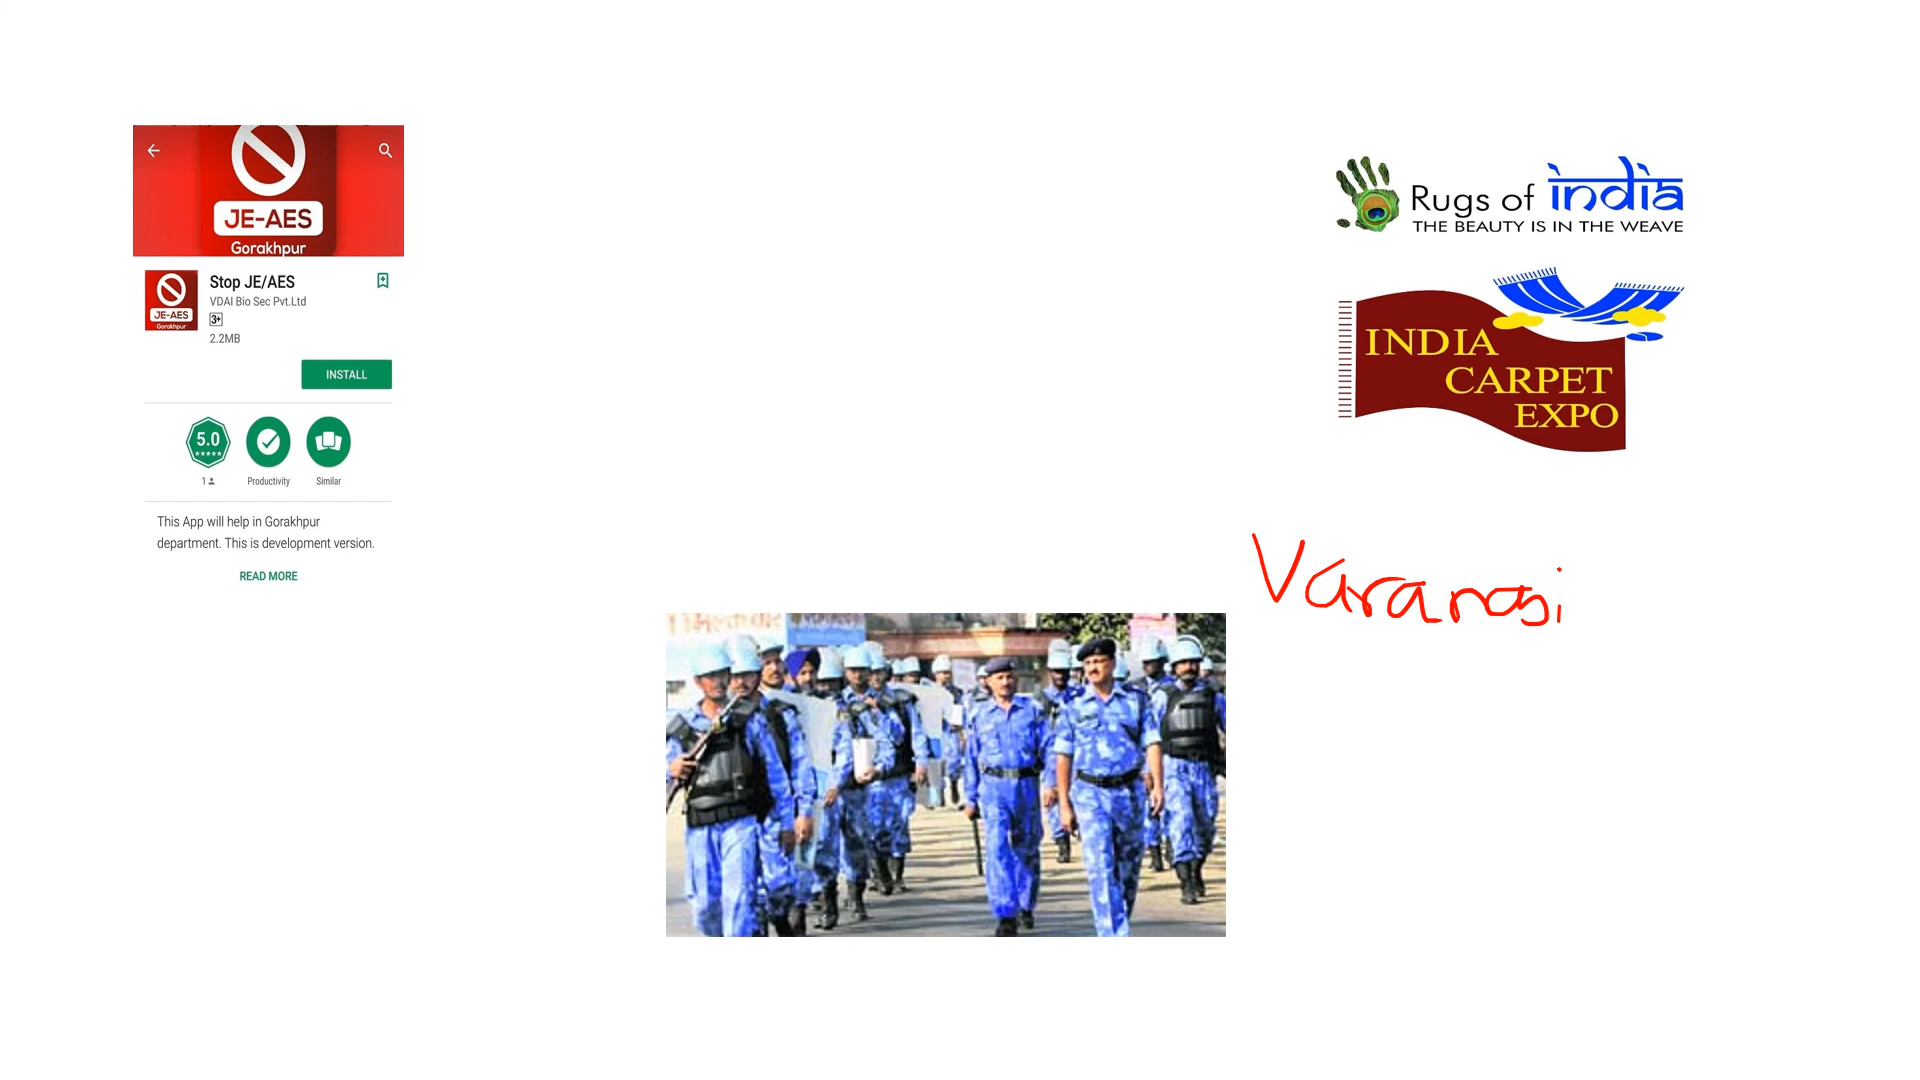 JE-AES
Gorakhpur
JE-AES
Gorakhpur
Stop JE/AES
VDAI Bio Sec Pvt.Ltd
3+
2.2MB
INSTALL
5.0
1
Productivity
Similar
This App will help in Gorakhpur
department. This is development version.
READ MORE
Rugs of india
THE BEAUTY IS IN THE WEAVE
INDIA
CARPET
EXPO
Varanasi